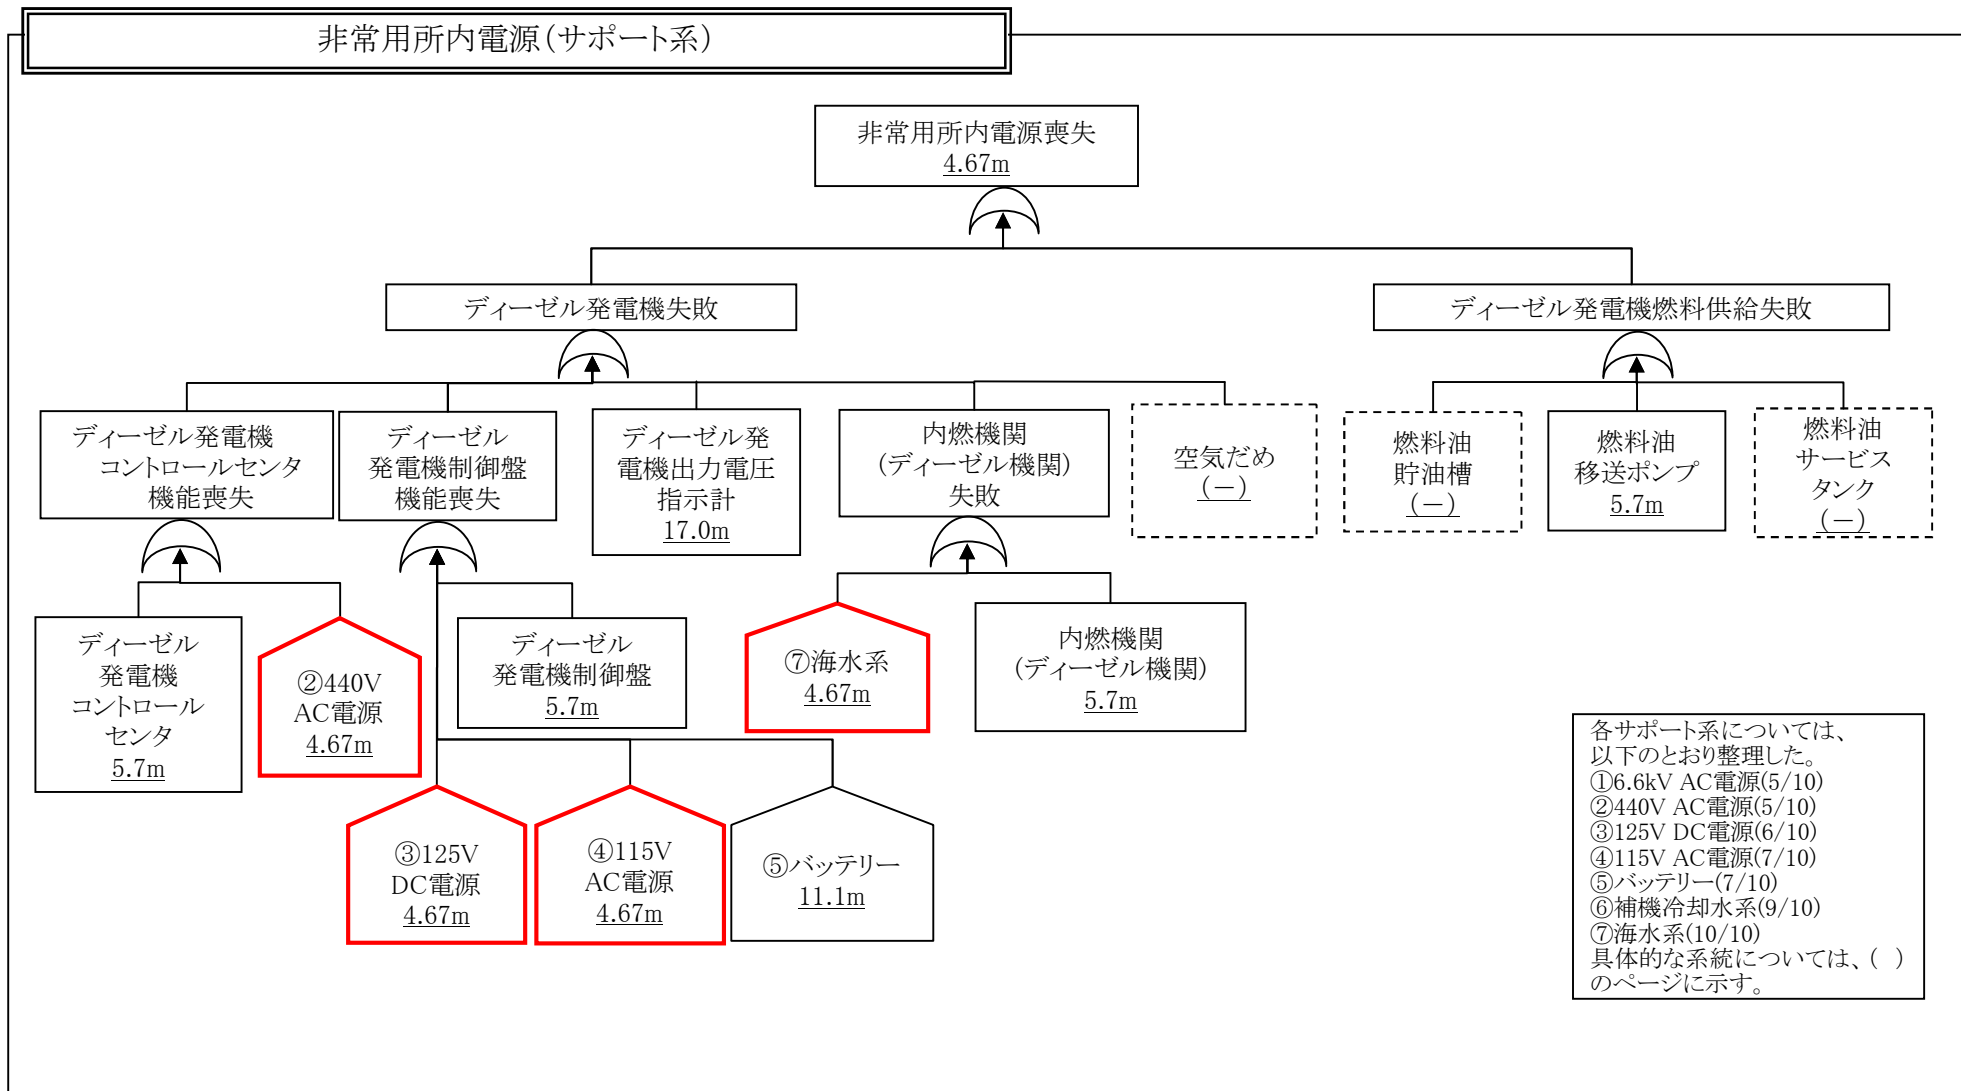 非常用所内電源(サポート系)
非常用所内電源喪失
4.67m
ディーゼル発電機失敗
ディーゼル発電機燃料供給失敗
ディーゼル発電機
コントロールセンタ
機能喪失
ディーゼル
発電機制御盤
機能喪失
ディーゼル発
電機出力電圧
指示計
17.0m
内燃機関
(ディーゼル機関)
失敗
空気だめ
(－)
燃料油
貯油槽
(－)
燃料油
移送ポンプ
5.7m
燃料油
サービス
タンク
(－)
ディーゼル
発電機
コントロール
センタ
5.7m
②440V
AC電源
4.67m
ディーゼル
発電機制御盤
5.7m
⑦海水系
4.67m
内燃機関
(ディーゼル機関)
5.7m
③125V
DC電源
4.67m
④115V
AC電源
4.67m
⑤バッテリー
11.1m
各サポート系については、
以下のとおり整理した。
①6.6kV AC電源(5/10)
②440V AC電源(5/10)
③125V DC電源(6/10)
④115V AC電源(7/10)
⑤バッテリー(7/10)
⑥補機冷却水系(9/10)
⑦海水系(10/10)
具体的な系統については、( )
のページに示す。